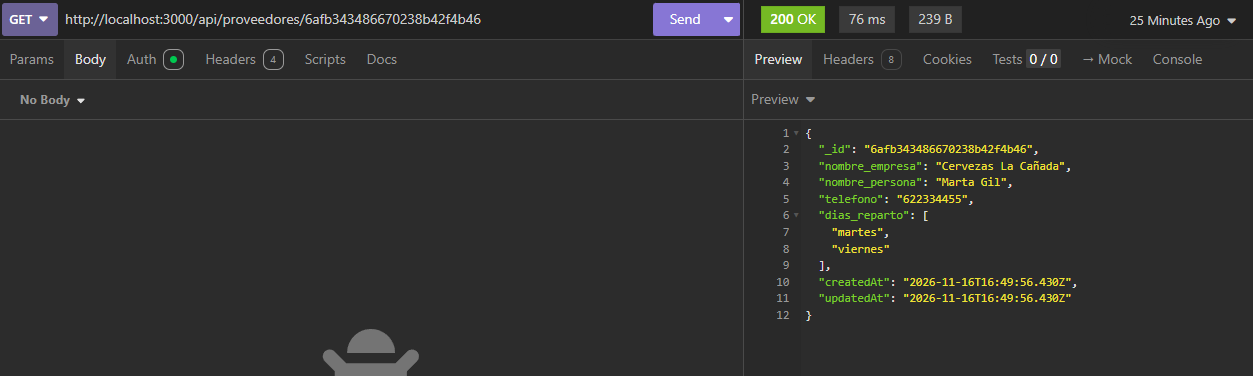 GET http://localhost:3000/api/proveedores/6afb343486670238b42f4b46 Send 200 OK 76 ms 239 B 25 Minutes Ago
Params Body Auth Headers 4 Scripts Docs Preview Headers 8 Cookies Tests 0 / 0 → Mock Console
No Body
Preview
1 {
2 "_id": "6afb343486670238b42f4b46",
3 "nombre_empresa": "Cervezas La Cañada",
4 "nombre_persona": "Marta Gil",
5 "telefono": "622334455",
6 "dias_reparto": [
7 "martes",
8 "viernes"
9 ],
10 "createdAt": "2026-11-16T16:49:56.430Z",
11 "updatedAt": "2026-11-16T16:49:56.430Z"
12 }